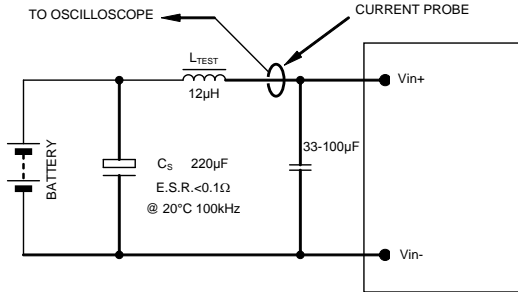 TO OSCILLOSCOPE
CURRENT PROBE
LTEST
12μH
Vin+
BATTERY
CS 220μF
E.S.R.<0.1Ω
@ 20°C 100kHz
33-100μF
Vin-